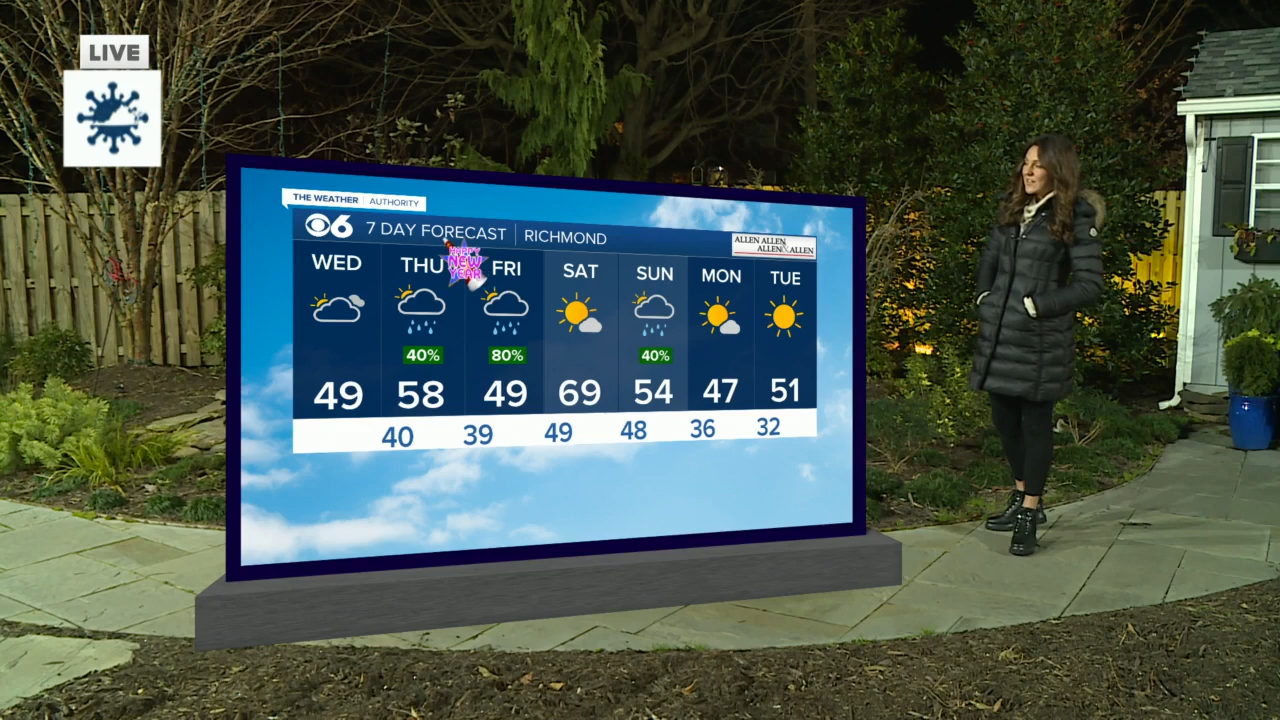 LIVE
THE WEATHER | AUTHORITY
6 7 DAY FORECAST | RICHMOND
ALLEN ALLEN
ALLEN & ALLEN
HAPPY
NEW
YEAR
WED THU FRI SAT SUN MON TUE
40% 80% 40%
49 58 49 69 54 47 51
40 39 49 48 36 32